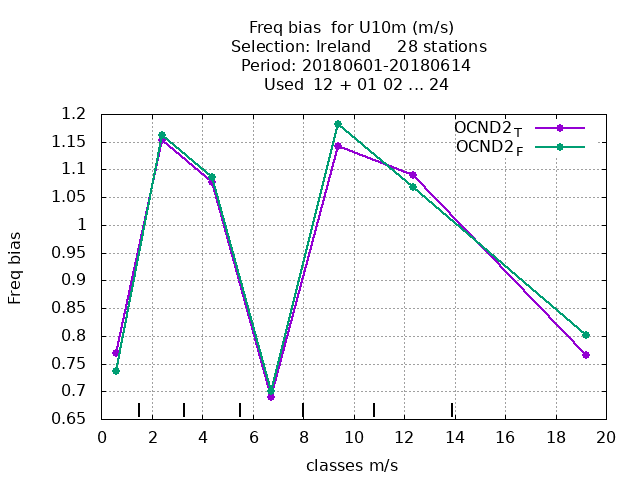 Freq bias  for U10m (m/s)
Selection: Ireland     28 stations
Period: 20180601-20180614
Used  12 + 01 02 ... 24
OCND2T
OCND2F
1.2
1.15
1.1
1.05
1
0.95
0.9
0.85
0.8
0.75
0.7
0.65
Freq bias
0 2 4 6 8 10 12 14 16 18 20
classes m/s